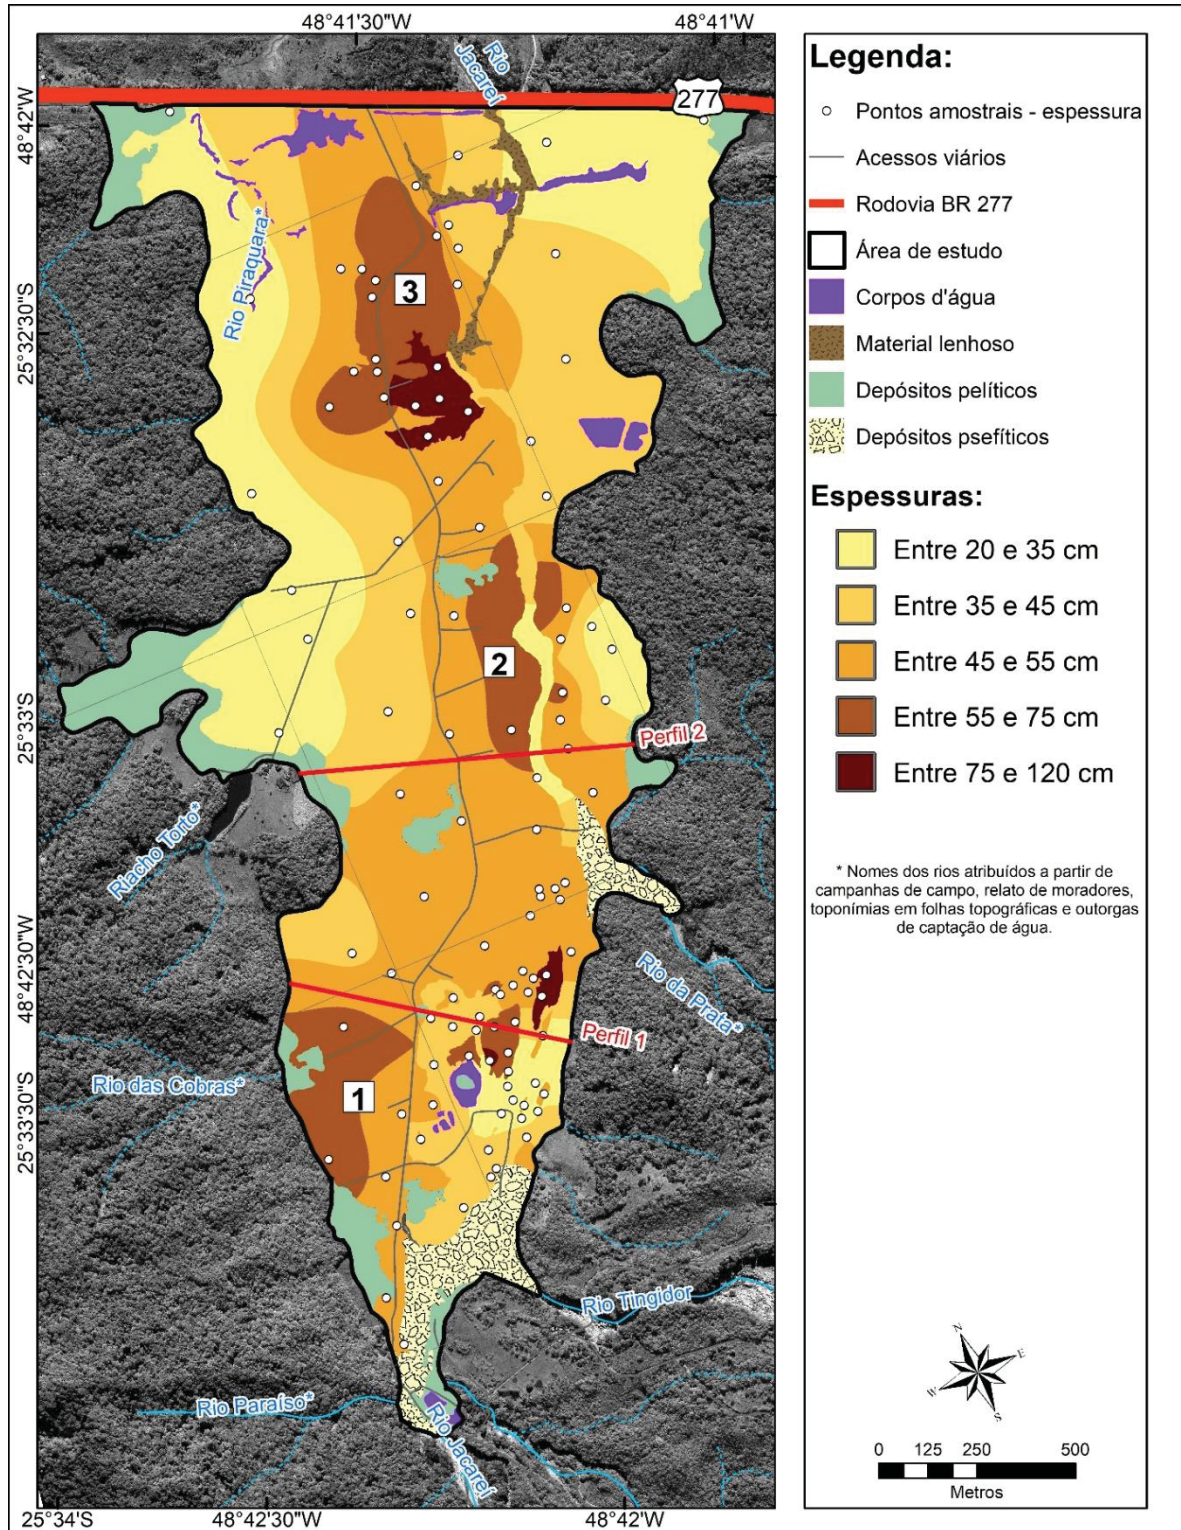 48°41'30"W
48°41'W
Rio
Jacareí
277
48°42'W
Rio Piraquara*
25°32'30"S
3
2
25°33'S
Perfil 2
Riacho Torto*
48°42'30"W
Rio da Prata*
Perfil 1
Rio das Cobras*
1
25°33'30"S
Rio Tingidor
Rio Paraíso*
Rio Jacareí
25°34'S
48°42'30"W
48°42'W
Legenda:
Pontos amostrais - espessura
Acessos viários
Rodovia BR 277
Área de estudo
Corpos d'água
Material lenhoso
Depósitos pelíticos
Depósitos psefíticos
Espessuras:
Entre 20 e 35 cm
Entre 35 e 45 cm
Entre 45 e 55 cm
Entre 55 e 75 cm
Entre 75 e 120 cm
* Nomes dos rios atribuídos a partir de
campanhas de campo, relato de moradores,
toponímias em folhas topográficas e outorgas
de captação de água.
N
E
W
S
0 125 250 500
Metros